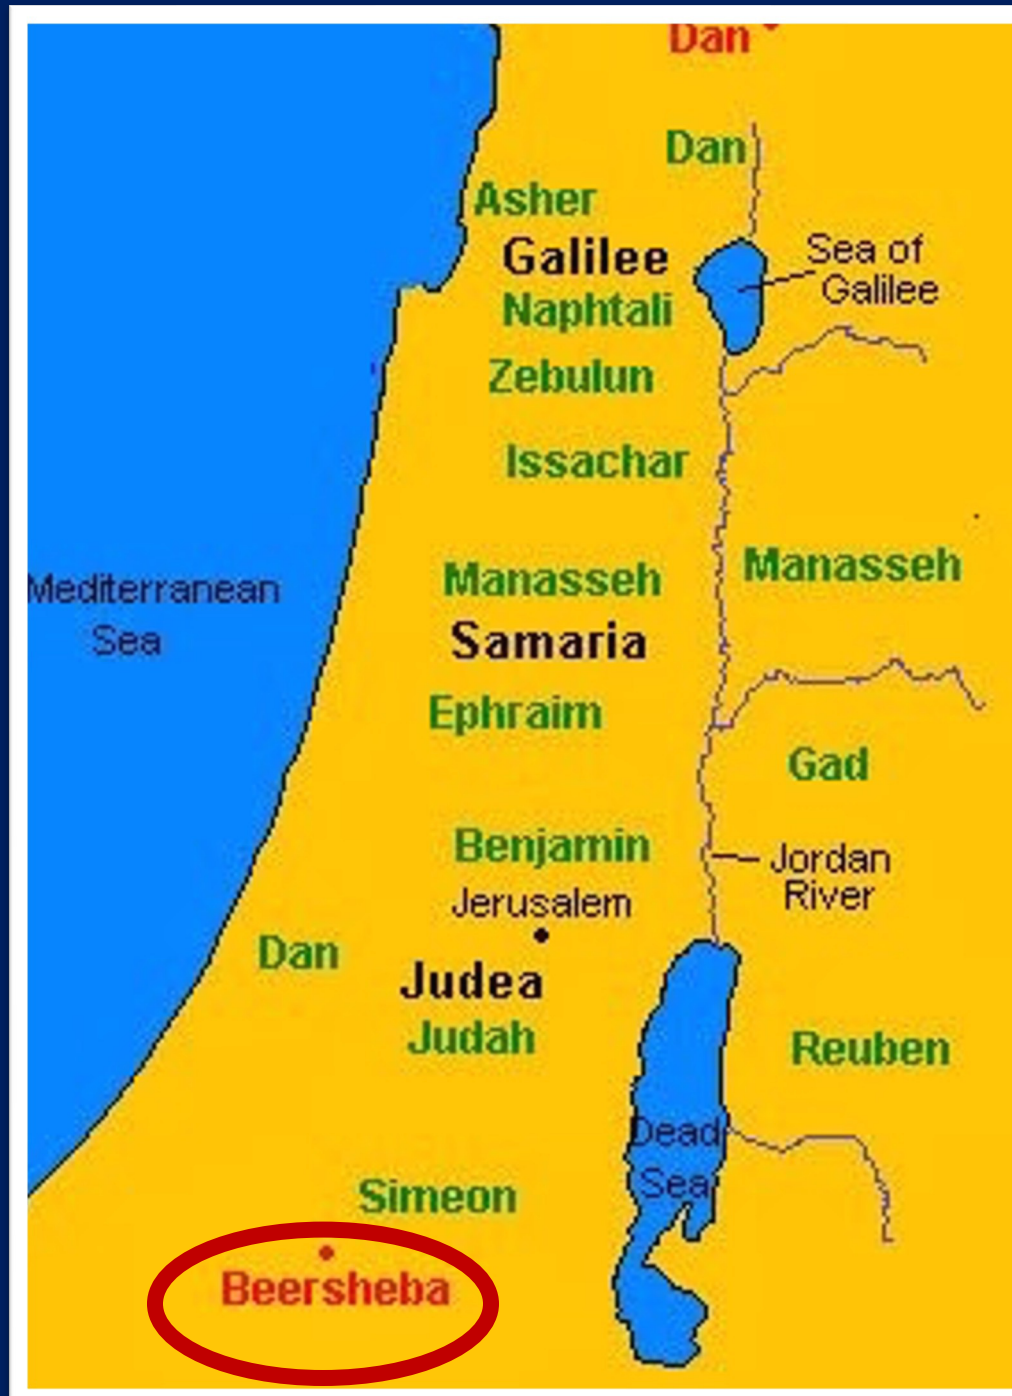 Dan
Dan
Asher
Galilee
Sea of
Galilee
Naphtali
Zebulun
Issachar
Manasseh
Manasseh
Mediterranean
Sea
Samaria
Ephraim
Gad
Benjamin
Jordan
River
Jerusalem
Dan
Judea
Judah
Reuben
Dead
Sea
Simeon
Beersheba